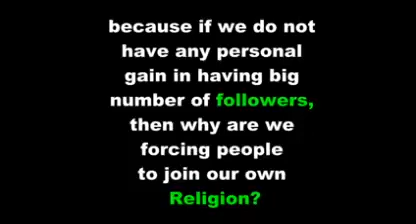 because if we do not
have any personal
gain in having big
number of followers,
then why are we
forcing people
to join our own
Religion?